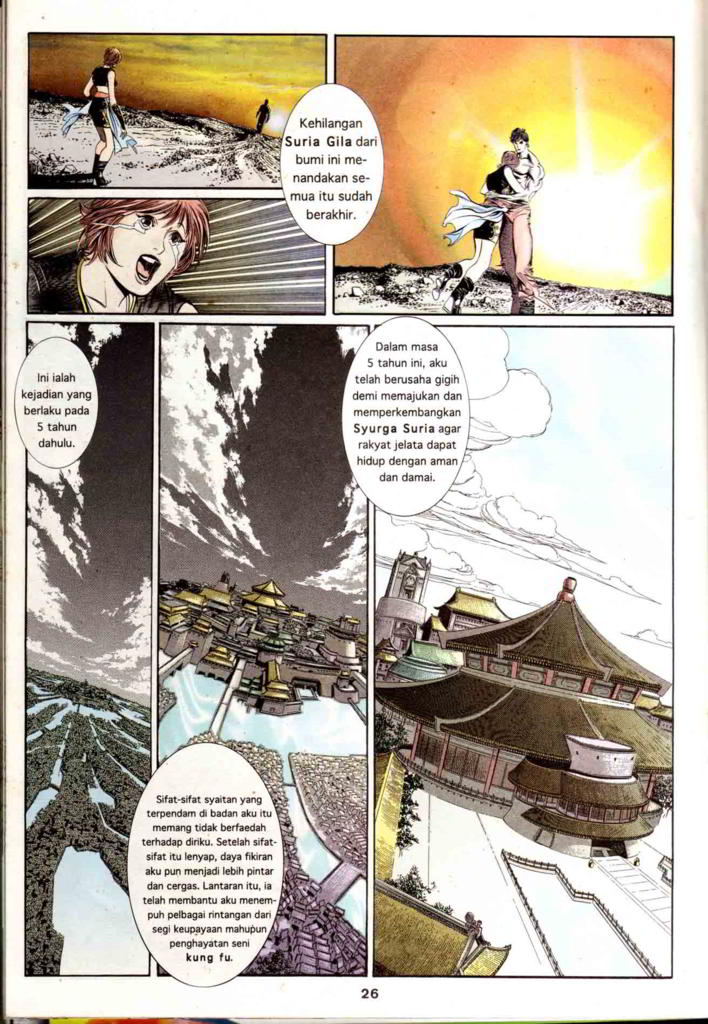 Kehilangan
Suria Gila dari
bumi ini me-
nandakan se-
mua itu sudah
berakhir.
Ini ialah
kejadian yang
berlaku pada
5 tahun
dahulu.
Dalam masa
5 tahun ini, aku
telah berusaha gigih
demi memajukan dan
memperkembangkan
Syurga Suria agar
rakyat jelata dapat
hidup dengan aman
dan damai.
Sifat-sifat syaitan yang
terpendam di badan aku itu
memang tidak berfaedah
terhadap diriku. Setelah sifat-
sifat itu lenyap, daya fikiran
aku pun menjadi lebih pintar
dan cergas. Lantaran itu, ia
telah membantu aku menem-
puh pelbagai rintangan dari
segi keupayaan mahupun
penghayatan seni
kung fu.
26